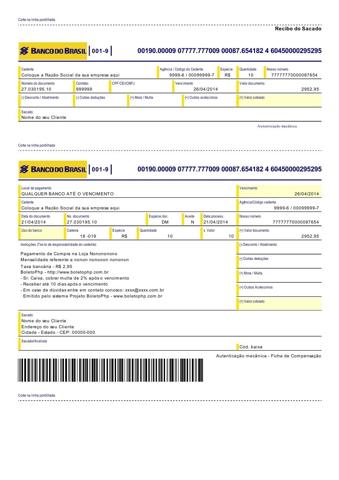 Corte na linha pontilhada
Recibo do Sacado
BANCO DO BRASIL 001-9 00190.00009 07777.777009 00087.654182 4 60450000295295
Cedente Agência / Código do Cedente Espécie Quantidade Nosso número
Coloque a Razão Social da sua empresa aqui 9999-6 / 00099999-7 R$ 10 77777770000087654
Número do documento Contrato CPF/CEI/CNPJ Vencimento Valor documento
27.030195.10 999999 26/04/2014 2952,95
(-) Desconto / Abatimento (-) Outras deduções (+) Mora / Multa (+) Outros acréscimos (=) Valor cobrado
Sacado
Nome do seu Cliente
Autenticação mecânica
Corte na linha pontilhada
BANCO DO BRASIL 001-9 00190.00009 07777.777009 00087.654182 4 60450000295295
Local de pagamento Vencimento
QUALQUER BANCO ATÉ O VENCIMENTO 26/04/2014
Cedente Agência/Código cedente
Coloque a Razão Social da sua empresa aqui 9999-6 / 00099999-7
Data do documento No. documento Espécie doc. Aceite Data process. Nosso número
21/04/2014 27.030195.10 DM N 21/04/2014 77777770000087654
Uso do banco Carteira Espécie Quantidade x Valor (=) Valor documento
18 -019 R$ 10 10 2952,95
Instruções (Texto de responsabilidade do cedente) (-) Desconto / Abatimento
Pagamento de Compra na Loja Nonononono
Mensalidade referente a nonon nonooon nononon
Taxa bancária - R$ 2,95
BoletoPhp - http://www.boletophp.com.br
- Sr. Caixa, cobrar multa de 2% após o vencimento
- Receber até 10 dias após o vencimento
- Em caso de dúvidas entre em contato conosco: xxxx@xxxx.com.br
Emitido pelo sistema Projeto BoletoPhp - www.boletophp.com.br
(-) Outras deduções
(+) Mora / Multa
(+) Outros Acréscimos
(=) Valor cobrado
Sacado
Nome do seu Cliente
Endereço do seu Cliente
Cidade - Estado - CEP: 00000-000
Sacador/Avalista Cód. baixa
Autenticação mecânica - Ficha de Compensação
Corte na linha pontilhada